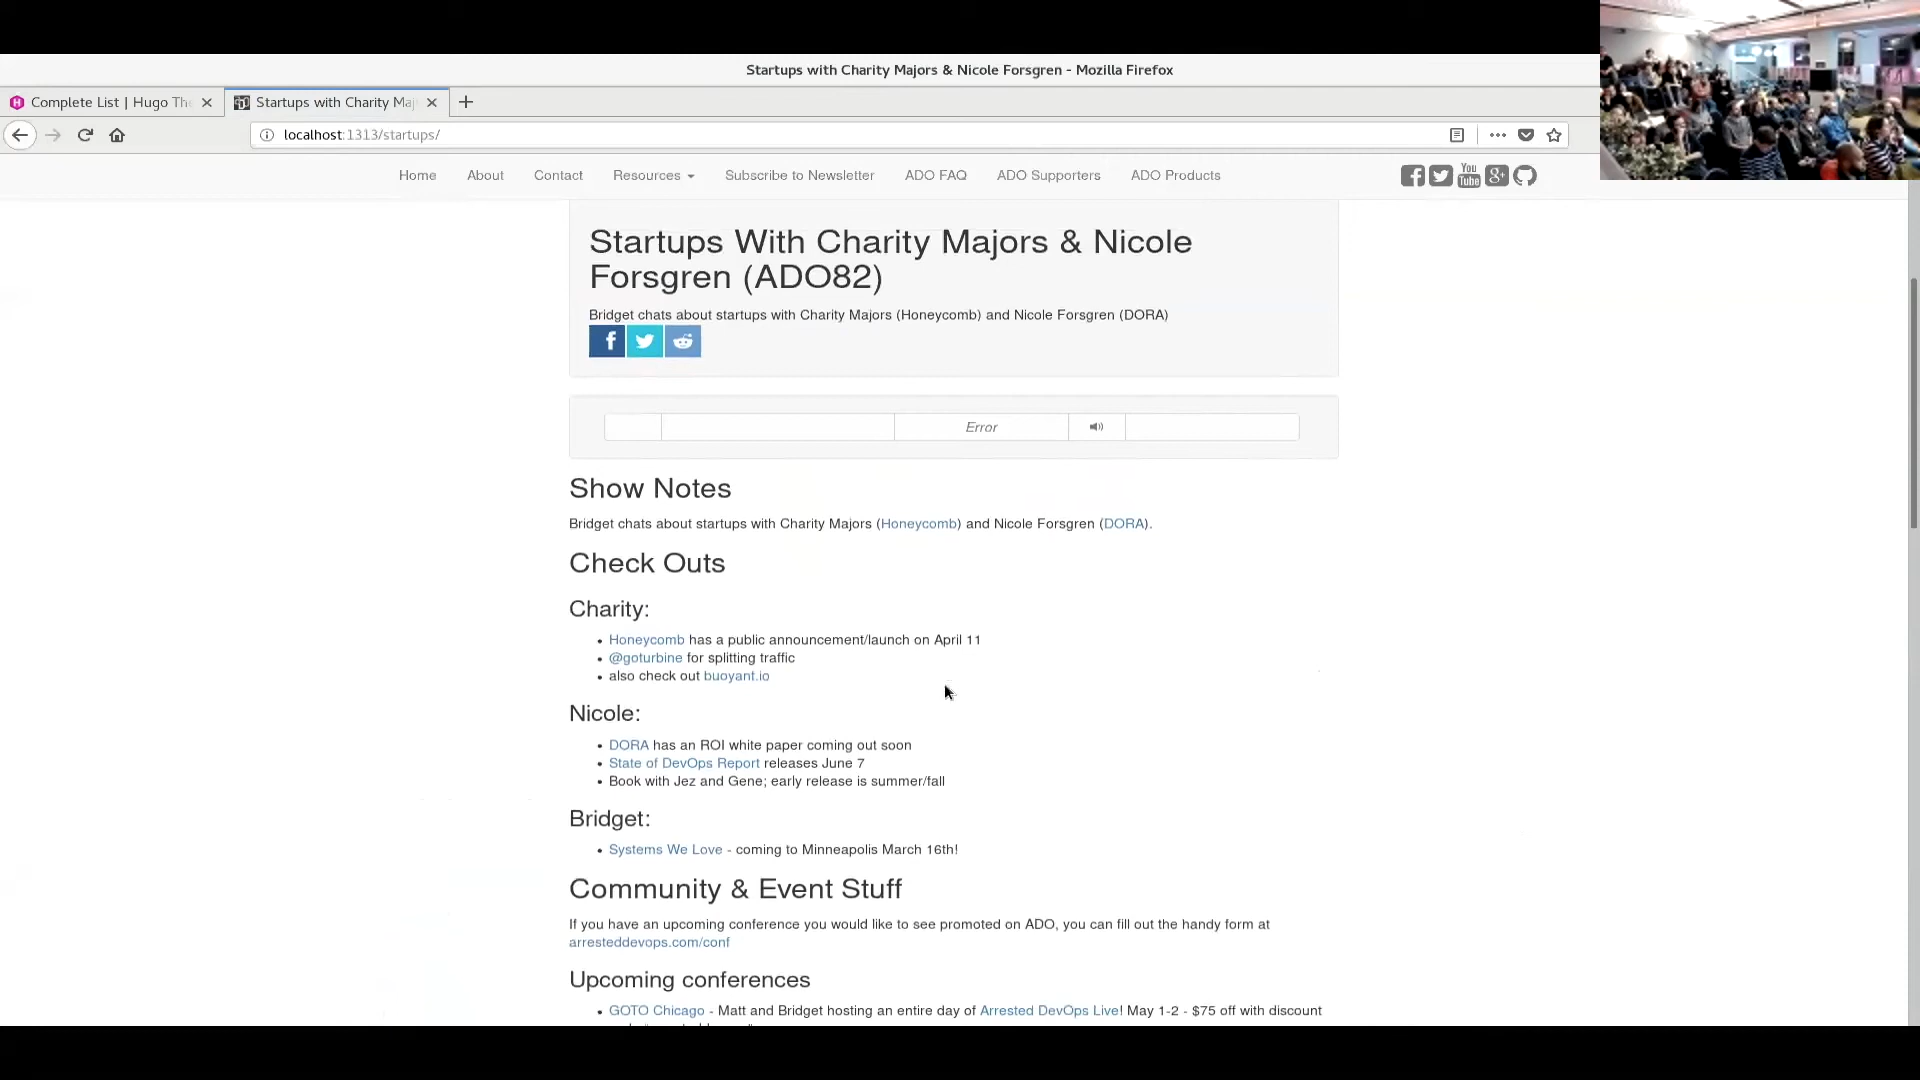 Startups with Charity Majors & Nicole Forsgren - Mozilla Firefox
Complete List | Hugo The
Startups with Charity Maj
localhost:1313/startups/
Home About Contact Resources Subscribe to Newsletter ADO FAQ ADO Supporters ADO Products
You Tube
Startups With Charity Majors & Nicole
Forsgren (ADO82)
Bridget chats about startups with Charity Majors (Honeycomb) and Nicole Forsgren (DORA)
Error
Show Notes
Bridget chats about startups with Charity Majors (Honeycomb) and Nicole Forsgren (DORA).
Check Outs
Charity:
• Honeycomb has a public announcement/launch on April 11
• @goturbine for splitting traffic
• also check out buoyant.io
Nicole:
• DORA has an ROI white paper coming out soon
• State of DevOps Report releases June 7
• Book with Jez and Gene; early release is summer/fall
Bridget:
• Systems We Love - coming to Minneapolis March 16th!
Community & Event Stuff
If you have an upcoming conference you would like to see promoted on ADO, you can fill out the handy form at
arresteddevops.com/conf
Upcoming conferences
• GOTO Chicago - Matt and Bridget hosting an entire day of Arrested DevOps Live! May 1-2 - $75 off with discount